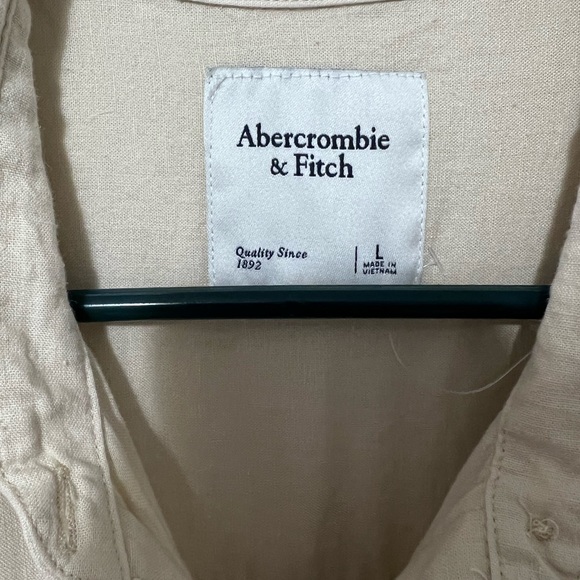 Abercrombie
& Fitch
Quality Since
1892
L
MADE IN
VIETNAM